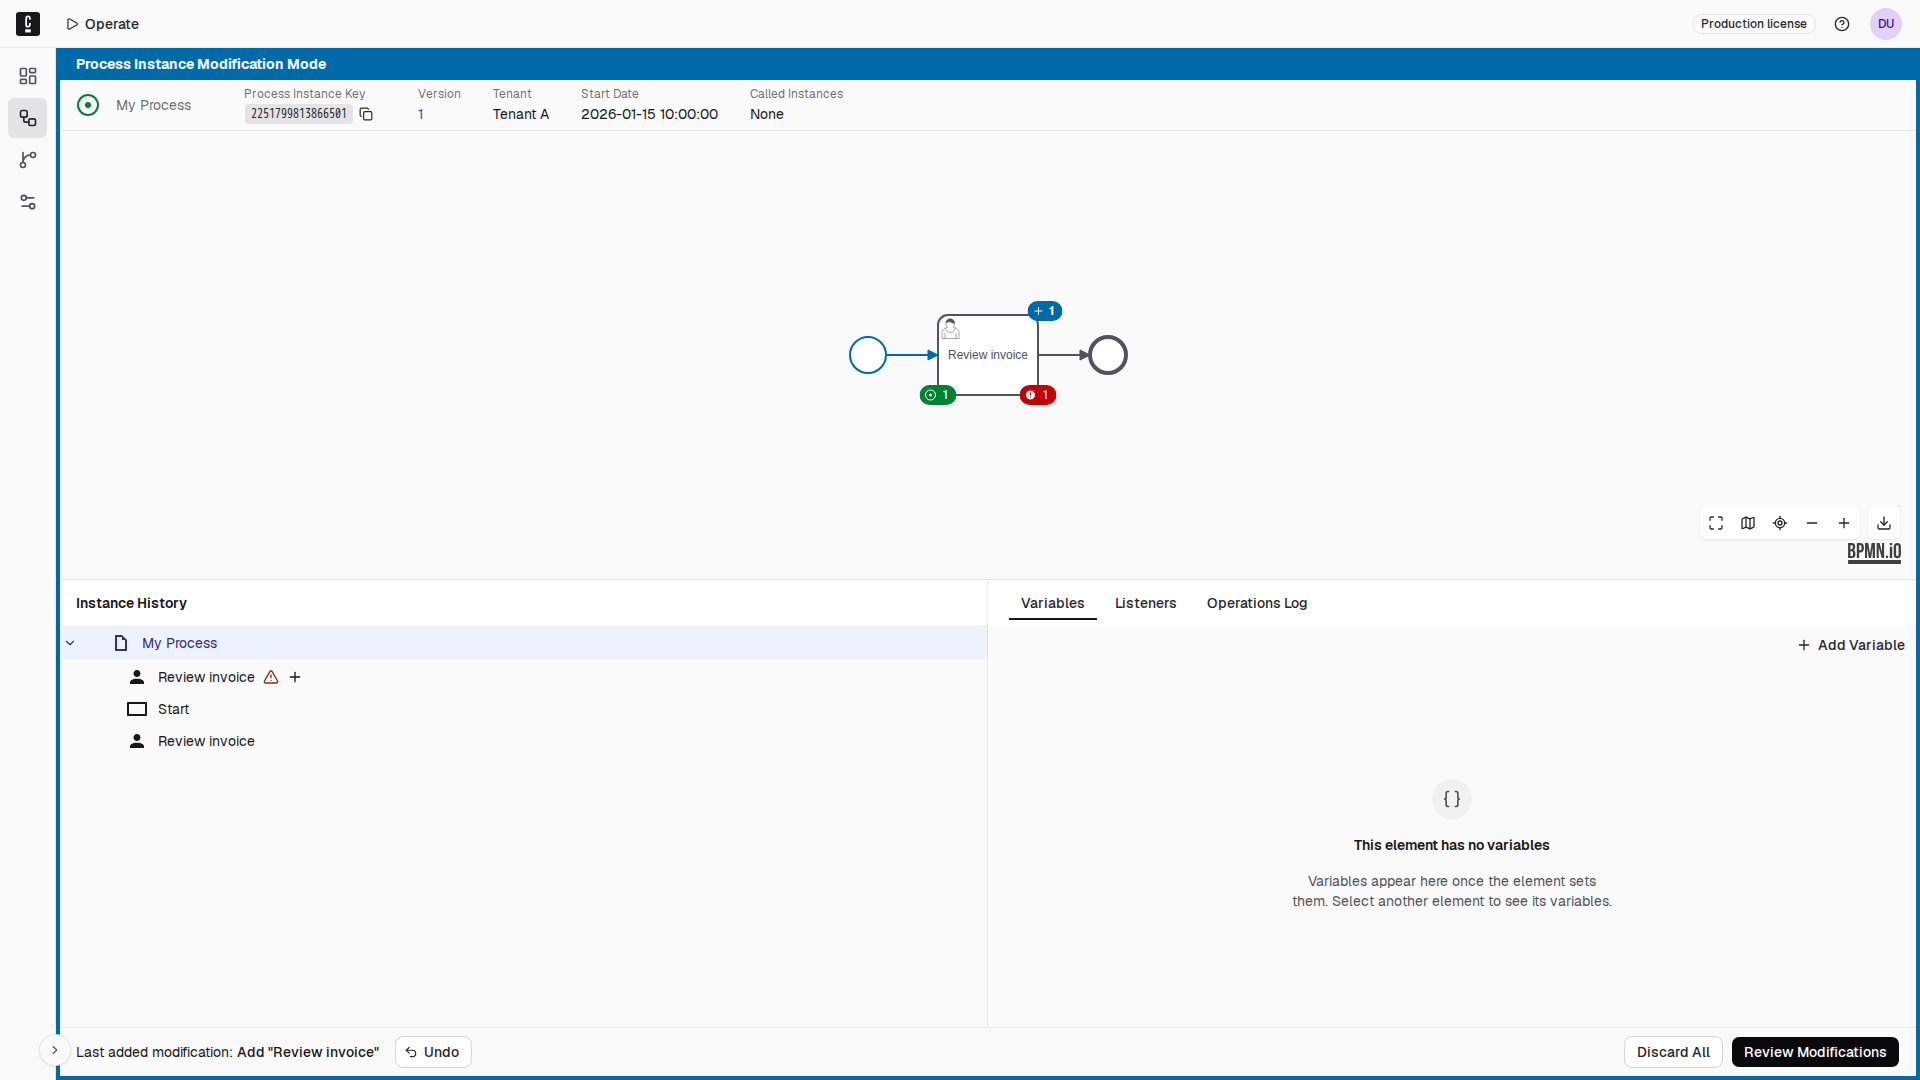 Operate
Production license
DU
Process Instance Modification Mode
My Process
Process Instance Key
2251799813866501
Version
1
Tenant
Tenant A
Start Date
2026-01-15 10:00:00
Called Instances
None
+ 1
Review invoice
1
1
BPMN.iO
Instance History
My Process
Review invoice
Start
Review invoice
Variables
Listeners
Operations Log
Add Variable
{ }
This element has no variables
Variables appear here once the element sets
them. Select another element to see its variables.
Last added modification: Add "Review invoice"
Undo
Discard All
Review Modifications